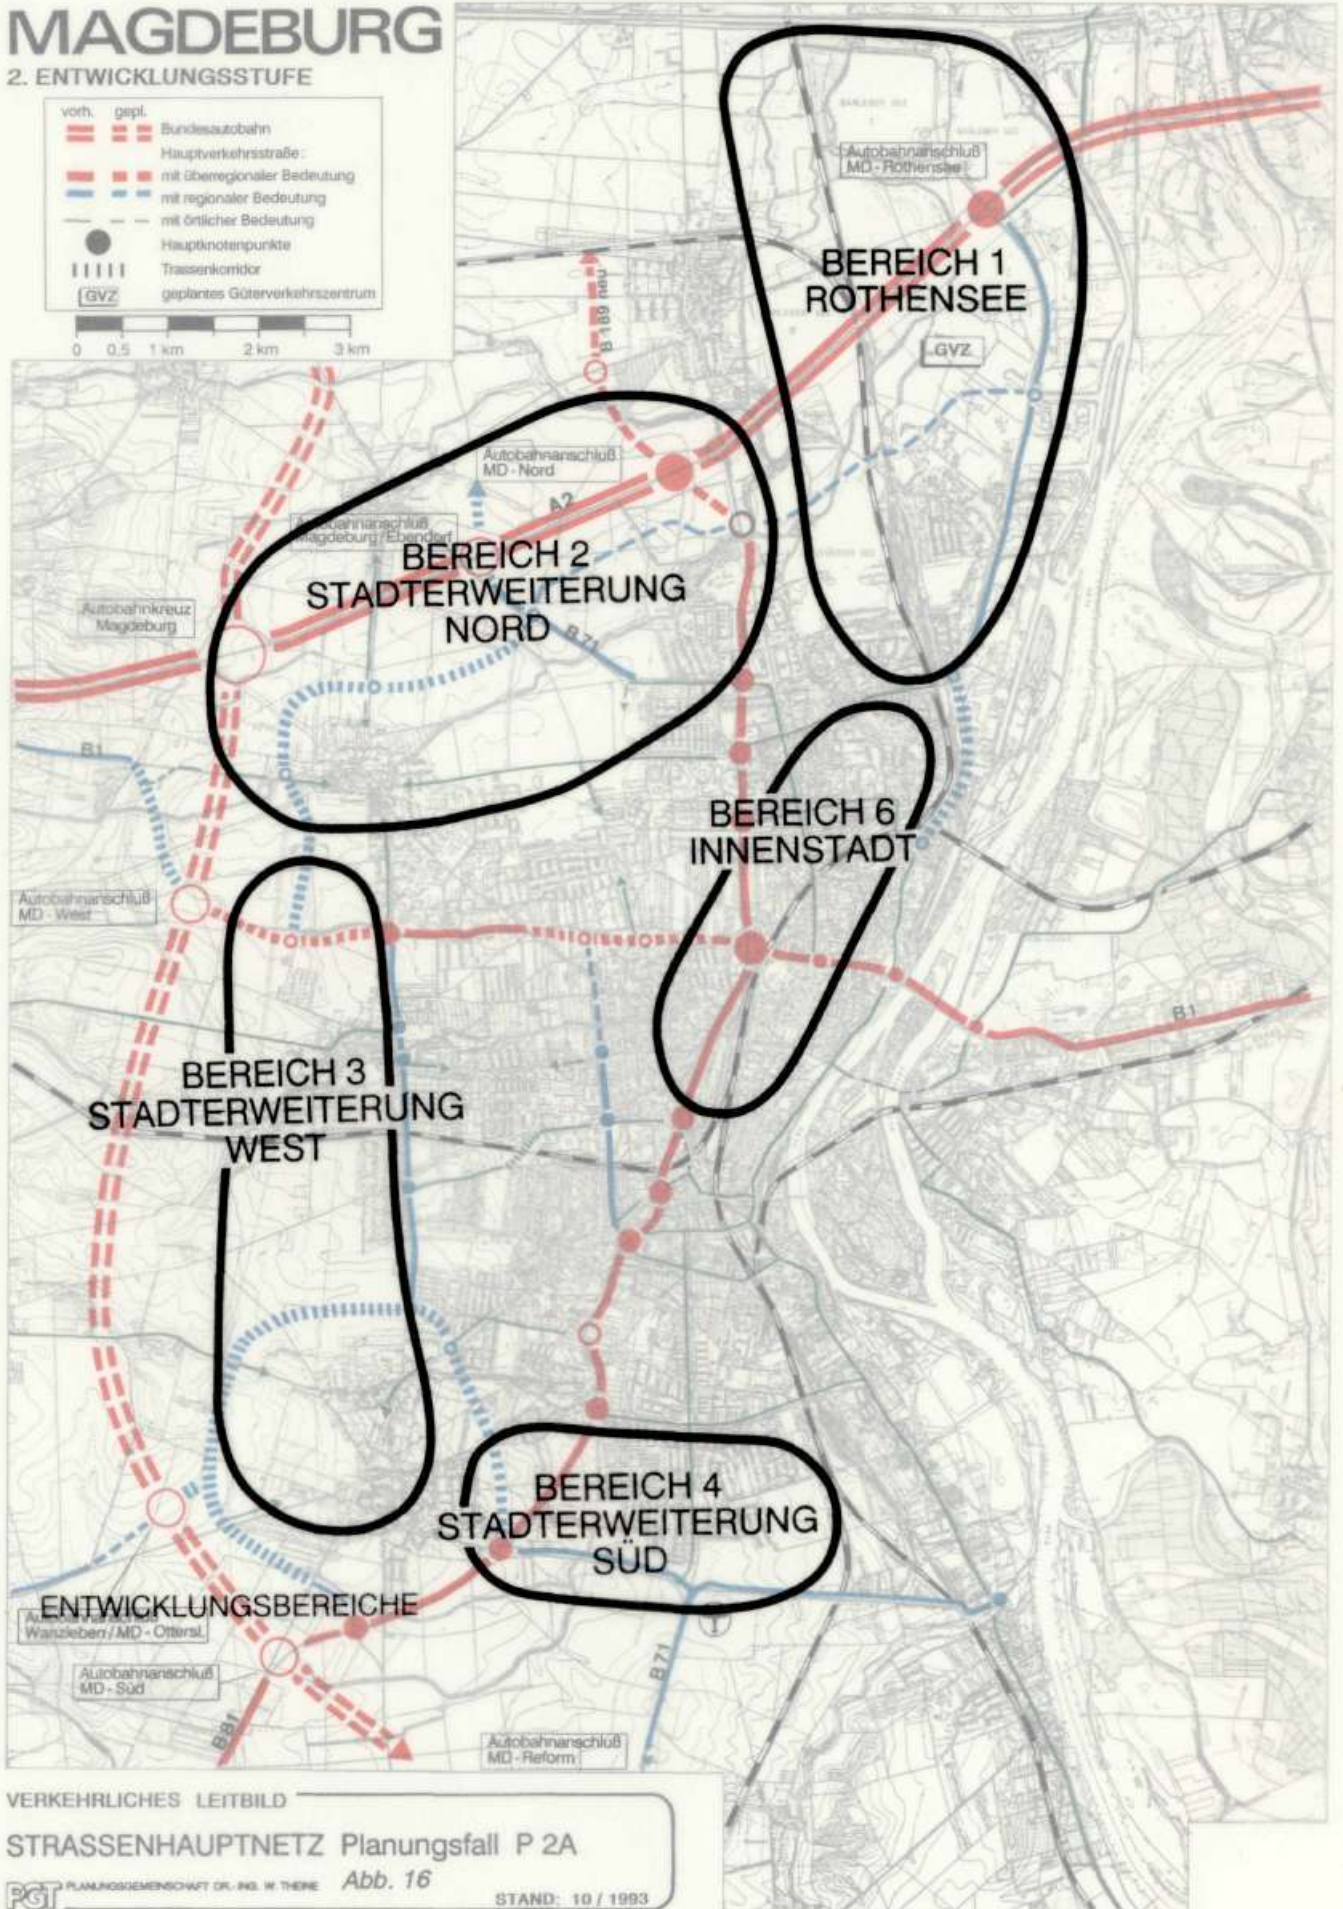 MAGDEBURG
2. ENTWICKLUNGSSTUFE
vorh. gepl.
Bundesautobahn
Hauptverkehrsstraße:
mit überregionaler Bedeutung
mit regionaler Bedeutung
mit örtlicher Bedeutung
Hauptknotenpunkte
Trassenkorridor
GVZ geplantes Güterverkehrszentrum
0 0,5 1 km 2 km 3 km
Autobahnanschluß
MD - Rothensee
BEREICH 1
ROTHENSEE
B 189 neu
GVZ
Autobahnanschluß
MD - Nord
A2
Autobahnanschluß
Magdeburg / Ebendorf
BEREICH 2
STADTERWEITERUNG
NORD
B 71
Autobahnkreuz
Magdeburg
B1
BEREICH 6
INNENSTADT
Autobahnanschluß
MD - West
B1
BEREICH 3
STADTERWEITERUNG
WEST
BEREICH 4
STADTERWEITERUNG
SÜD
ENTWICKLUNGSBEREICHE
Wanzleben / MD - Ottersl.
Autobahnanschluß
MD - Süd
B 81
B 71
Autobahnanschluß
MD - Reform
VERKEHRLICHES LEITBILD
STRASSENHAUPTNETZ Planungsfall P 2A
Abb. 16
PGT PLANUNGSGEMEINSCHAFT DR.-ING. W. THEINE
STAND: 10 / 1993